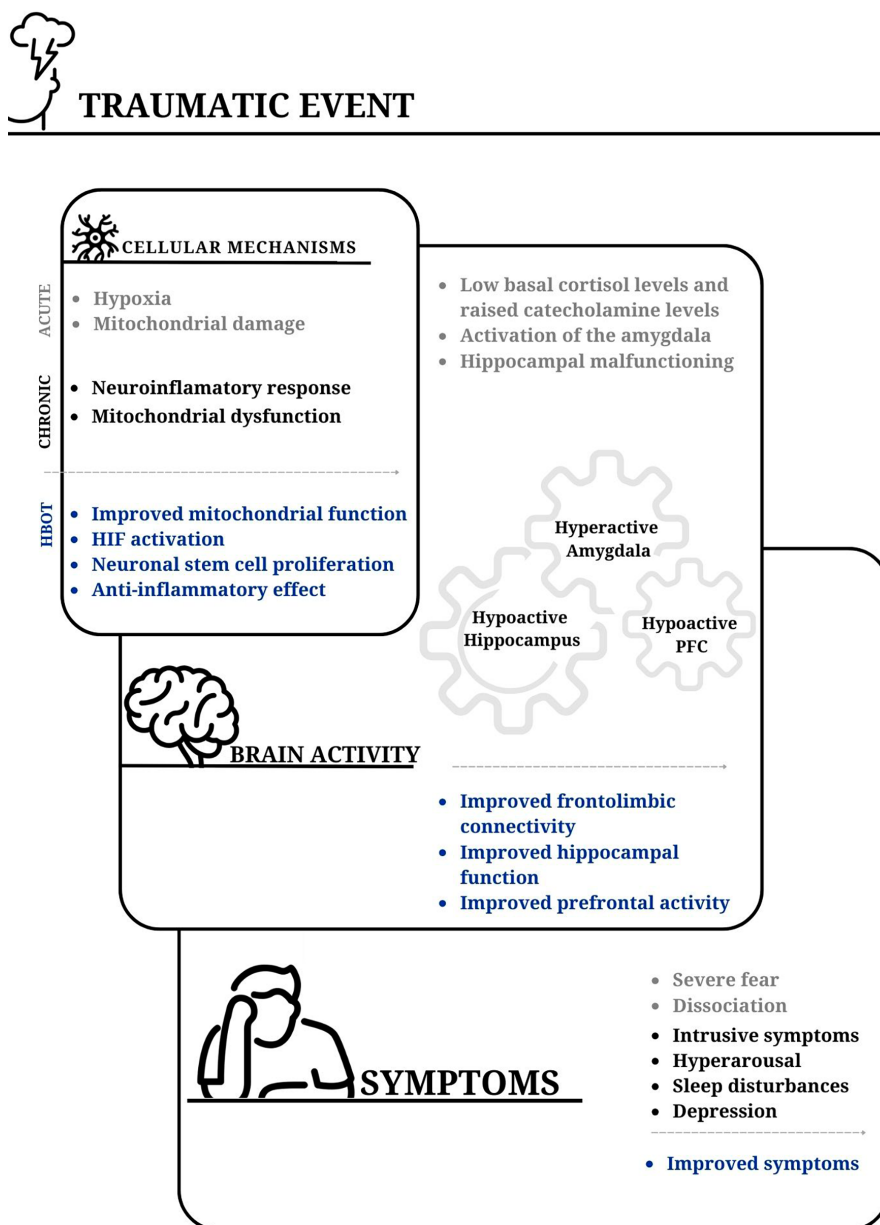 TRAUMATIC EVENT
CELLULAR MECHANISMS
ACUTE
Hypoxia
Mitochondrial damage
CHRONIC
Neuroinflamatory response
Mitochondrial dysfunction
HBOT
Improved mitochondrial function
HIF activation
Neuronal stem cell proliferation
Anti-inflammatory effect
Low basal cortisol levels and
raised catecholamine levels
Activation of the amygdala
Hippocampal malfunctioning
Hyperactive
Amygdala
Hypoactive
Hippocampus
Hypoactive
PFC
BRAIN ACTIVITY
Improved frontolimbic
connectivity
Improved hippocampal
function
Improved prefrontal activity
SYMPTOMS
Severe fear
Dissociation
Intrusive symptoms
Hyperarousal
Sleep disturbances
Depression
Improved symptoms